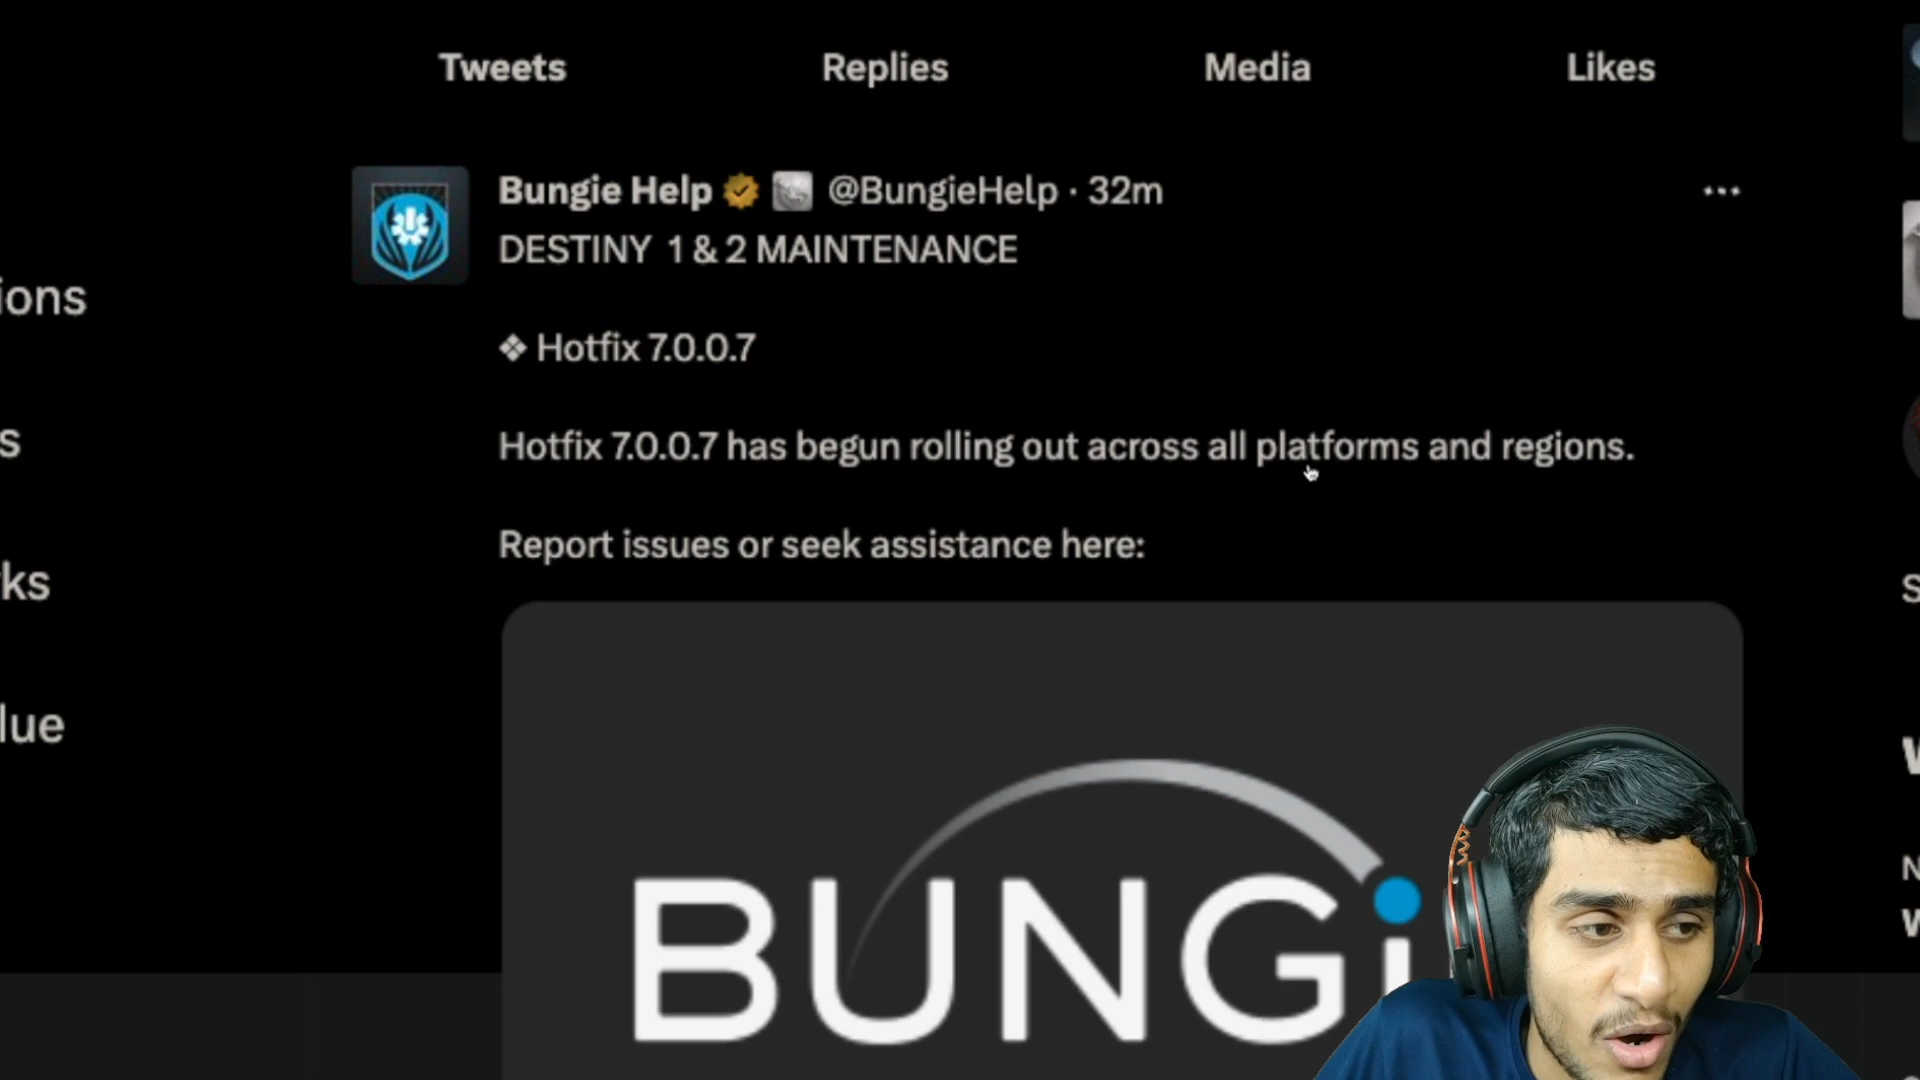 Tweets Replies Media Likes
Bungie Help @BungieHelp · 32m
DESTINY 1 & 2 MAINTENANCE
❖ Hotfix 7.0.0.7
Hotfix 7.0.0.7 has begun rolling out across all platforms and regions.
Report issues or seek assistance here:
BUNGi
ions
s
ks
lue